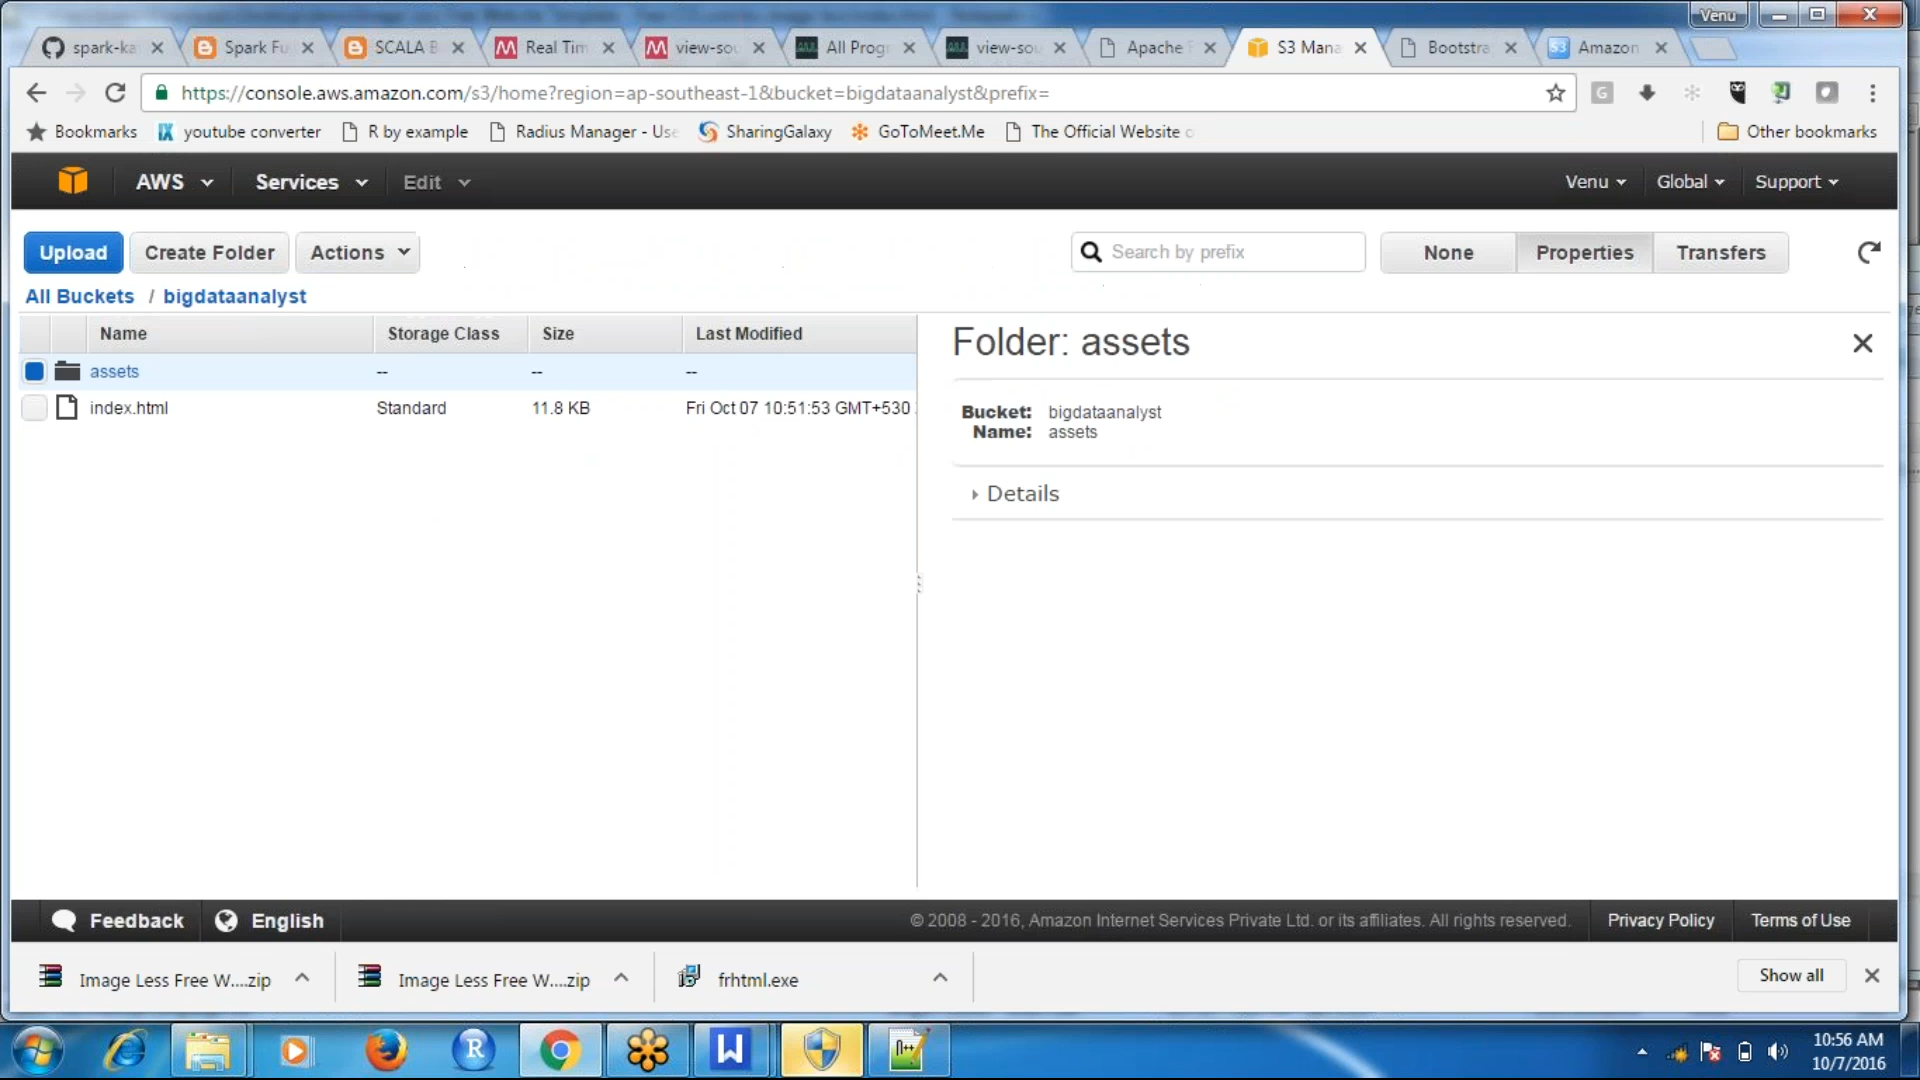 Venu
spark-ka
Spark Fu
SCALA B
Real Tim
view-sou
All Prog
view-sou
Apache
S3 Mana
Bootstra
Amazon
https://console.aws.amazon.com/s3/home?region=ap-southeast-1&bucket=bigdataanalyst&prefix=
Bookmarks
youtube converter
R by example
Radius Manager - Use
SharingGalaxy
GoToMeet.Me
The Official Website o
Other bookmarks
AWS
Services
Edit
Venu
Global
Support
Upload
Create Folder
Actions
Search by prefix
None
Properties
Transfers
All Buckets / bigdataanalyst
Name Storage Class Size Last Modified
assets -- -- --
index.html Standard 11.8 KB Fri Oct 07 10:51:53 GMT+530
Folder: assets
Bucket: bigdataanalyst
Name: assets
Details
Feedback
English
© 2008 - 2016, Amazon Internet Services Private Ltd. or its affiliates. All rights reserved.
Privacy Policy
Terms of Use
Image Less Free W....zip
Image Less Free W....zip
frhtml.exe
Show all
10:56 AM
10/7/2016